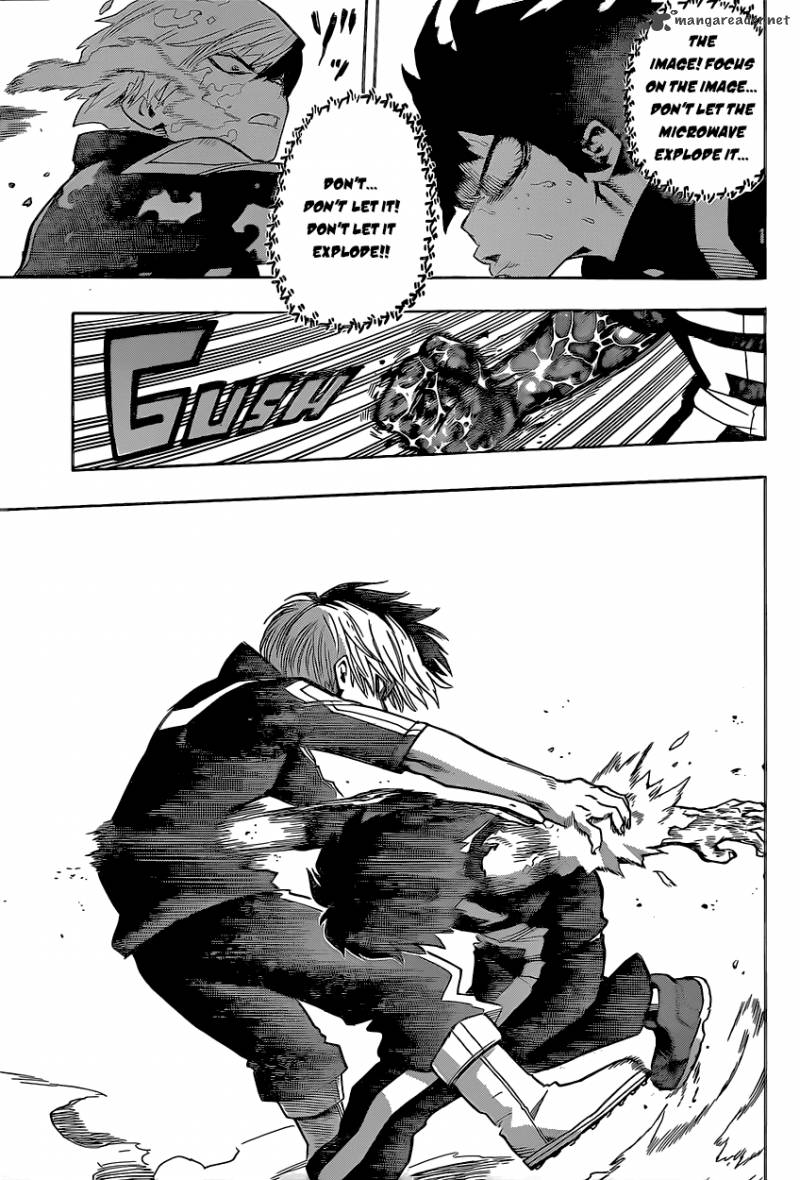 mangareader.net
THE
IMAGE! FOCUS
ON THE IMAGE...
DON'T LET THE
MICROWAVE
EXPLODE IT...
DON'T...
DON'T LET IT!
DON'T LET IT
EXPLODE!!
GUSH